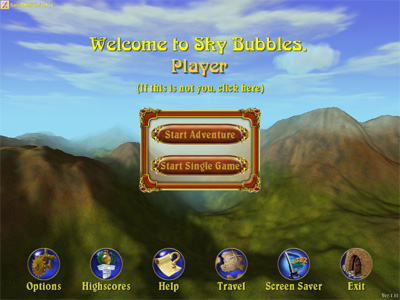 Welcome to Sky Bubbles,
Player
(If this is not you, click here)
Start Adventure
Start Single Game
Options
Highscores
Help
Travel
Screen Saver
Exit